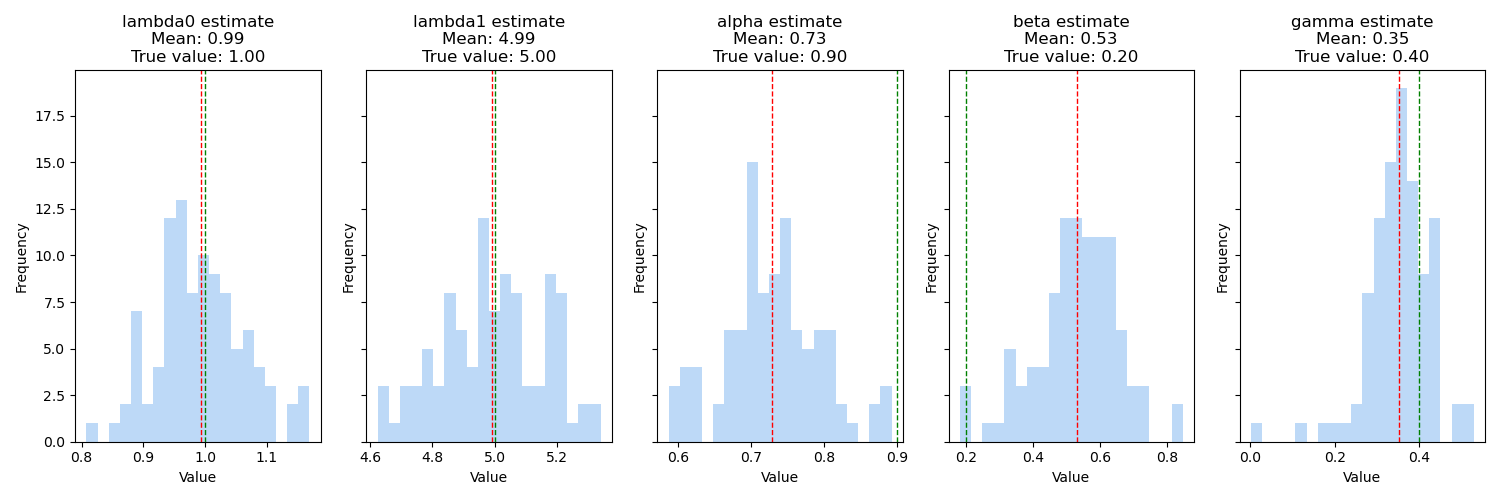 lambda0 estimate
Mean: 0.99
True value: 1.00
lambda1 estimate
Mean: 4.99
True value: 5.00
alpha estimate
Mean: 0.73
True value: 0.90
beta estimate
Mean: 0.53
True value: 0.20
gamma estimate
Mean: 0.35
True value: 0.40
17.5
15.0
12.5
10.0
7.5
5.0
2.5
0.0
Frequency
0.8 0.9 1.0 1.1
Value
Frequency
4.6 4.8 5.0 5.2
Value
Frequency
0.6 0.7 0.8 0.9
Value
Frequency
0.2 0.4 0.6 0.8
Value
Frequency
0.0 0.2 0.4
Value